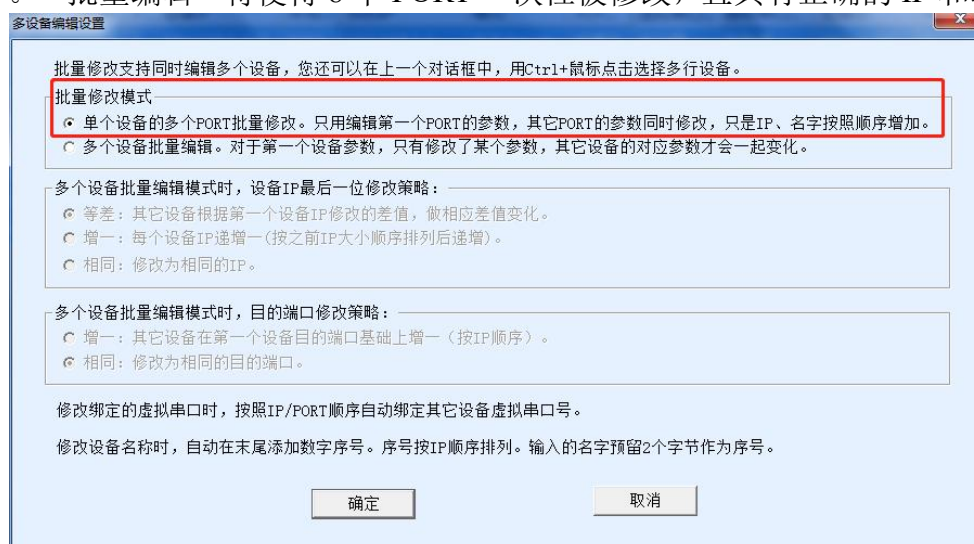 多设备编辑设置
批量修改支持同时编辑多个设备，您还可以在上一个对话框中，用Ctrl+鼠标点击选择多行设备。
批量修改模式
单个设备的多个PORT批量修改。只用编辑第一个PORT的参数，其它PORT的参数同时修改，只是IP、名字按照顺序增加。
多个设备批量编辑。对于第一个设备参数，只有修改了某个参数，其它设备的对应参数才会一起变化。
多个设备批量编辑模式时，设备IP最后一位修改策略：
等差：其它设备根据第一个设备IP修改的差值，做相应差值变化。
增一：每个设备IP递增一(按之前IP大小顺序排列后递增)。
相同：修改为相同的IP。
多个设备批量编辑模式时，目的端口修改策略：
增一：其它设备在第一个设备目的端口基础上增一（按IP顺序）。
相同：修改为相同的目的端口。
修改绑定的虚拟串口时，按照IP/PORT顺序自动绑定其它设备虚拟串口号。
修改设备名称时，自动在末尾添加数字序号。序号按IP顺序排列。输入的名字预留2个字节作为序号。
确定
取消